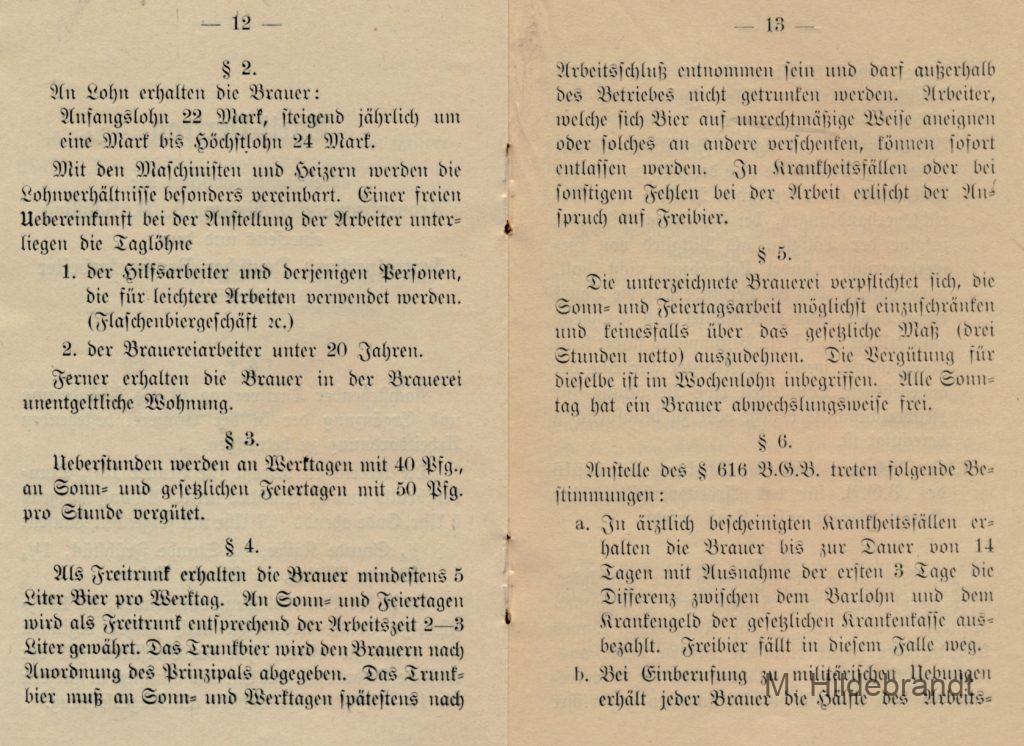 — 12 —
§ 2.
An Lohn erhalten die Brauer:
Anfangslohn 22 Mark, steigend jährlich um
eine Mark bis Höchstlohn 24 Mark.
Mit den Maschinisten und Heizern werden die
Lohnverhältnisse besonders vereinbart. Einer freien
Uebereinkunft bei der Anstellung der Arbeiter unter-
liegen die Taglöhne
1. der Hilfsarbeiter und derjenigen Personen,
die für leichtere Arbeiten verwendet werden.
(Flaschenbiergeschäft ꝛc.)
2. der Brauereiarbeiter unter 20 Jahren.
Ferner erhalten die Brauer in der Brauerei
unentgeltliche Wohnung.
§ 3.
Ueberstunden werden an Werktagen mit 40 Pfg.,
an Sonn- und gesetzlichen Feiertagen mit 50 Pfg.
pro Stunde vergütet.
§ 4.
Als Freitrunk erhalten die Brauer mindestens 5
Liter Bier pro Werktag. An Sonn- und Feiertagen
wird als Freitrunk entsprechend der Arbeitszeit 2—3
Liter gewährt. Das Trunkbier wird den Brauern nach
Anordnung des Prinzipals abgegeben. Das Trunk-
bier muß an Sonn- und Werktagen spätestens nach
— 13 —
Arbeitsschluß entnommen sein und darf außerhalb
des Betriebes nicht getrunken werden. Arbeiter,
welche sich Bier auf unrechtmäßige Weise aneignen
oder solches an andere verschenken, können sofort
entlassen werden. In Krankheitsfällen oder bei
sonstigem Fehlen bei der Arbeit erlischt der An-
spruch auf Freibier.
§ 5.
Die unterzeichnete Brauerei verpflichtet sich, die
Sonn- und Feiertagsarbeit möglichst einzuschränken
und keinesfalls über das gesetzliche Maß (drei
Stunden netto) auszudehnen. Die Vergütung für
dieselbe ist im Wochenlohn inbegriffen. Alle Sonn-
tag hat ein Brauer abwechslungsweise frei.
§ 6.
Anstelle des § 616 B.G.B. treten folgende Be-
stimmungen:
a. In ärztlich bescheinigten Krankheitsfällen er-
halten die Brauer bis zur Dauer von 14
Tagen mit Ausnahme der ersten 3 Tage die
Differenz zwischen dem Barlohn und dem
Krankengeld der gesetzlichen Krankenkasse aus-
bezahlt. Freibier fällt in diesem Falle weg.
b. Bei Einberufung zu militärischen Uebungen
erhält jeder Brauer die Hälfte des Arbeits-
M. Hildebrandt